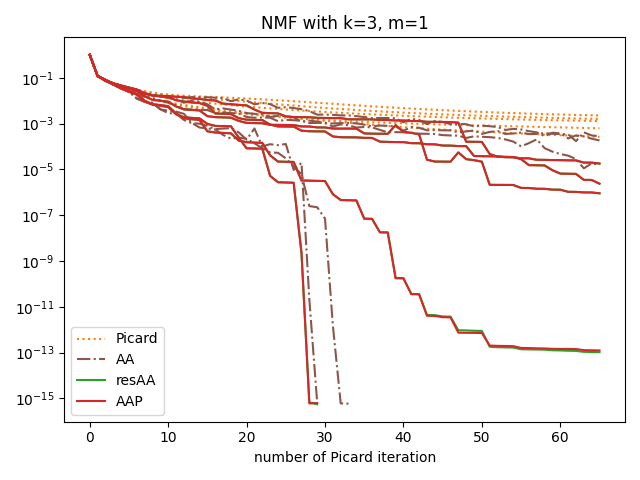 NMF with k=3, m=1
10⁻¹
10⁻³
10⁻⁵
10⁻⁷
10⁻⁹
10⁻¹¹
10⁻¹³
10⁻¹⁵
Picard
AA
resAA
AAP
0 10 20 30 40 50 60
number of Picard iteration